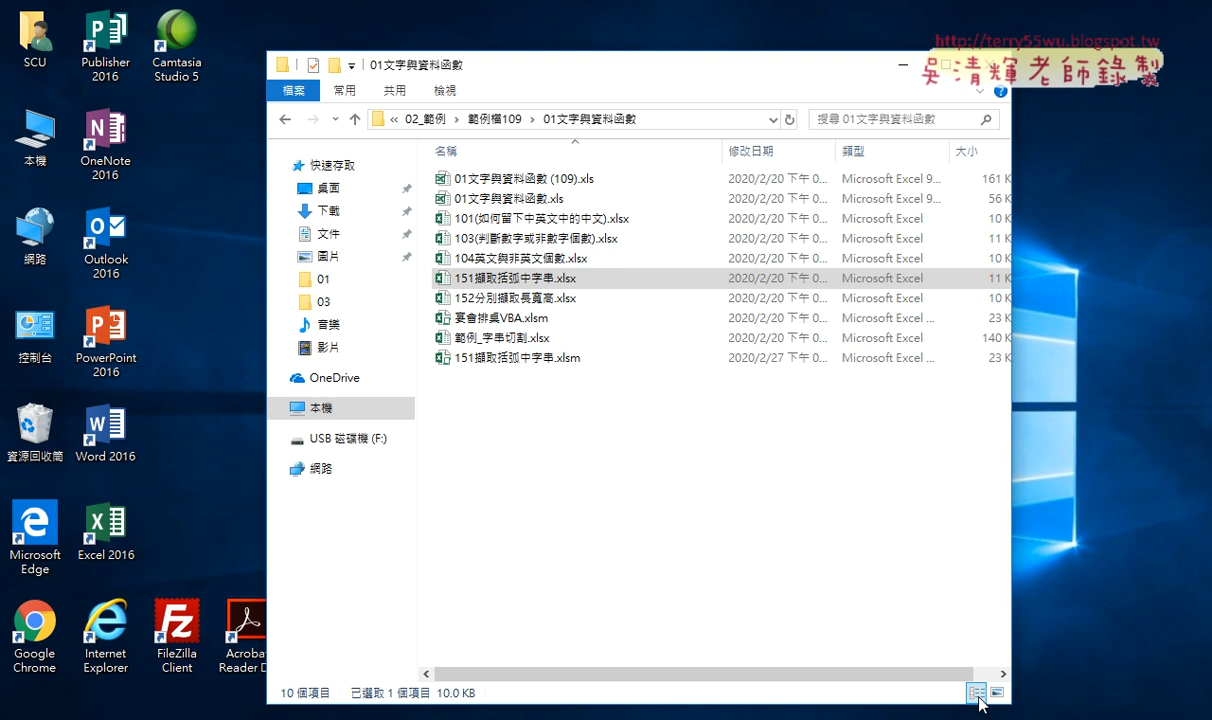 SCU
Publisher
2016
Camtasia
Studio 5
本機
OneNote
2016
網路
Outlook
2016
控制台
PowerPoint
2016
資源回收筒
Word 2016
Microsoft
Edge
Excel 2016
Google
Chrome
Internet
Explorer
FileZilla
Client
Acroba
Reader D
http://terry55wu.blogspot.tw
吳清輝老師錄製
01文字與資料函數
檔案 常用 共用 檢視
« 02_範例 › 範例檔109 › 01文字與資料函數
搜尋 01文字與資料函數
名稱 修改日期 類型 大小
快速存取
桌面
下載
文件
圖片
01
03
音樂
影片
OneDrive
本機
USB 磁碟機 (F:)
網路
01文字與資料函數 (109).xls 2020/2/20 下午 0... Microsoft Excel 9... 161 K
01文字與資料函數.xls 2020/2/20 下午 0... Microsoft Excel 9... 56 K
101(如何留下中英文中的中文).xlsx 2020/2/20 下午 0... Microsoft Excel 10 K
103(判斷數字或非數字個數).xlsx 2020/2/20 下午 0... Microsoft Excel 11 K
104英文與非英文個數.xlsx 2020/2/20 下午 0... Microsoft Excel 10 K
151擷取括弧中字串.xlsx 2020/2/20 下午 0... Microsoft Excel 11 K
152分別擷取長寬高.xlsx 2020/2/20 下午 0... Microsoft Excel 10 K
宴會排桌VBA.xlsm 2020/2/20 下午 0... Microsoft Excel ... 23 K
範例_字串切割.xlsx 2020/2/20 下午 0... Microsoft Excel 140 K
151擷取括弧中字串.xlsm 2020/2/27 下午 0... Microsoft Excel ... 23 K
10 個項目 已選取 1 個項目 10.0 KB